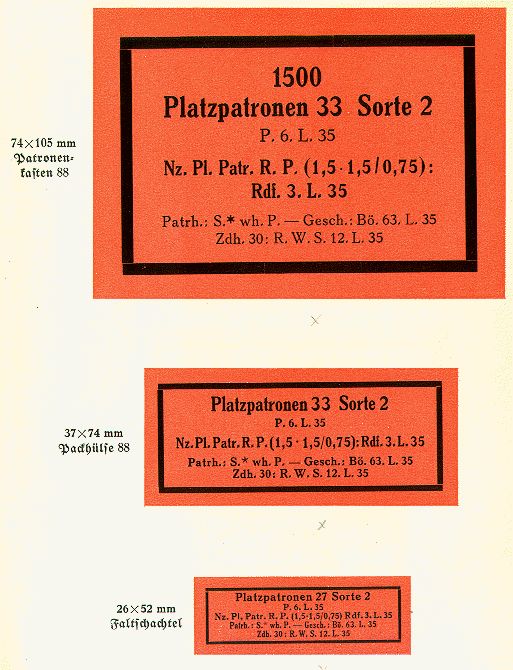 1500
Platzpatronen 33 Sorte 2
P. 6. L. 35
Nz. Pl. Patr. R. P. (1,5 · 1,5/0,75):
Rdf. 3. L. 35
Patrh.: S.* wh. P. — Gesch.: Bö. 63. L. 35
Zdh. 30: R. W. S. 12. L. 35
74×105 mm
Patronen-
kasten 88
Platzpatronen 33 Sorte 2
P. 6. L. 35
Nz. Pl. Patr. R. P. (1,5 · 1,5/0,75): Rdf. 3. L. 35
Patrh.: S.* wh. P. — Gesch.: Bö. 63. L. 35
Zdh. 30: R. W. S. 12. L. 35
37×74 mm
Packhülse 88
Platzpatronen 27 Sorte 2
P. 6. L. 35
Nz. Pl. Patr. R. P. (1,5·1,5/0,75) Rdf. 3. L. 35
Patrh.: S.* wh. P. — Gesch.: Bö. 63. L. 35
Zdh. 30: R. W. S. 12. L. 35
26×52 mm
Faltschachtel